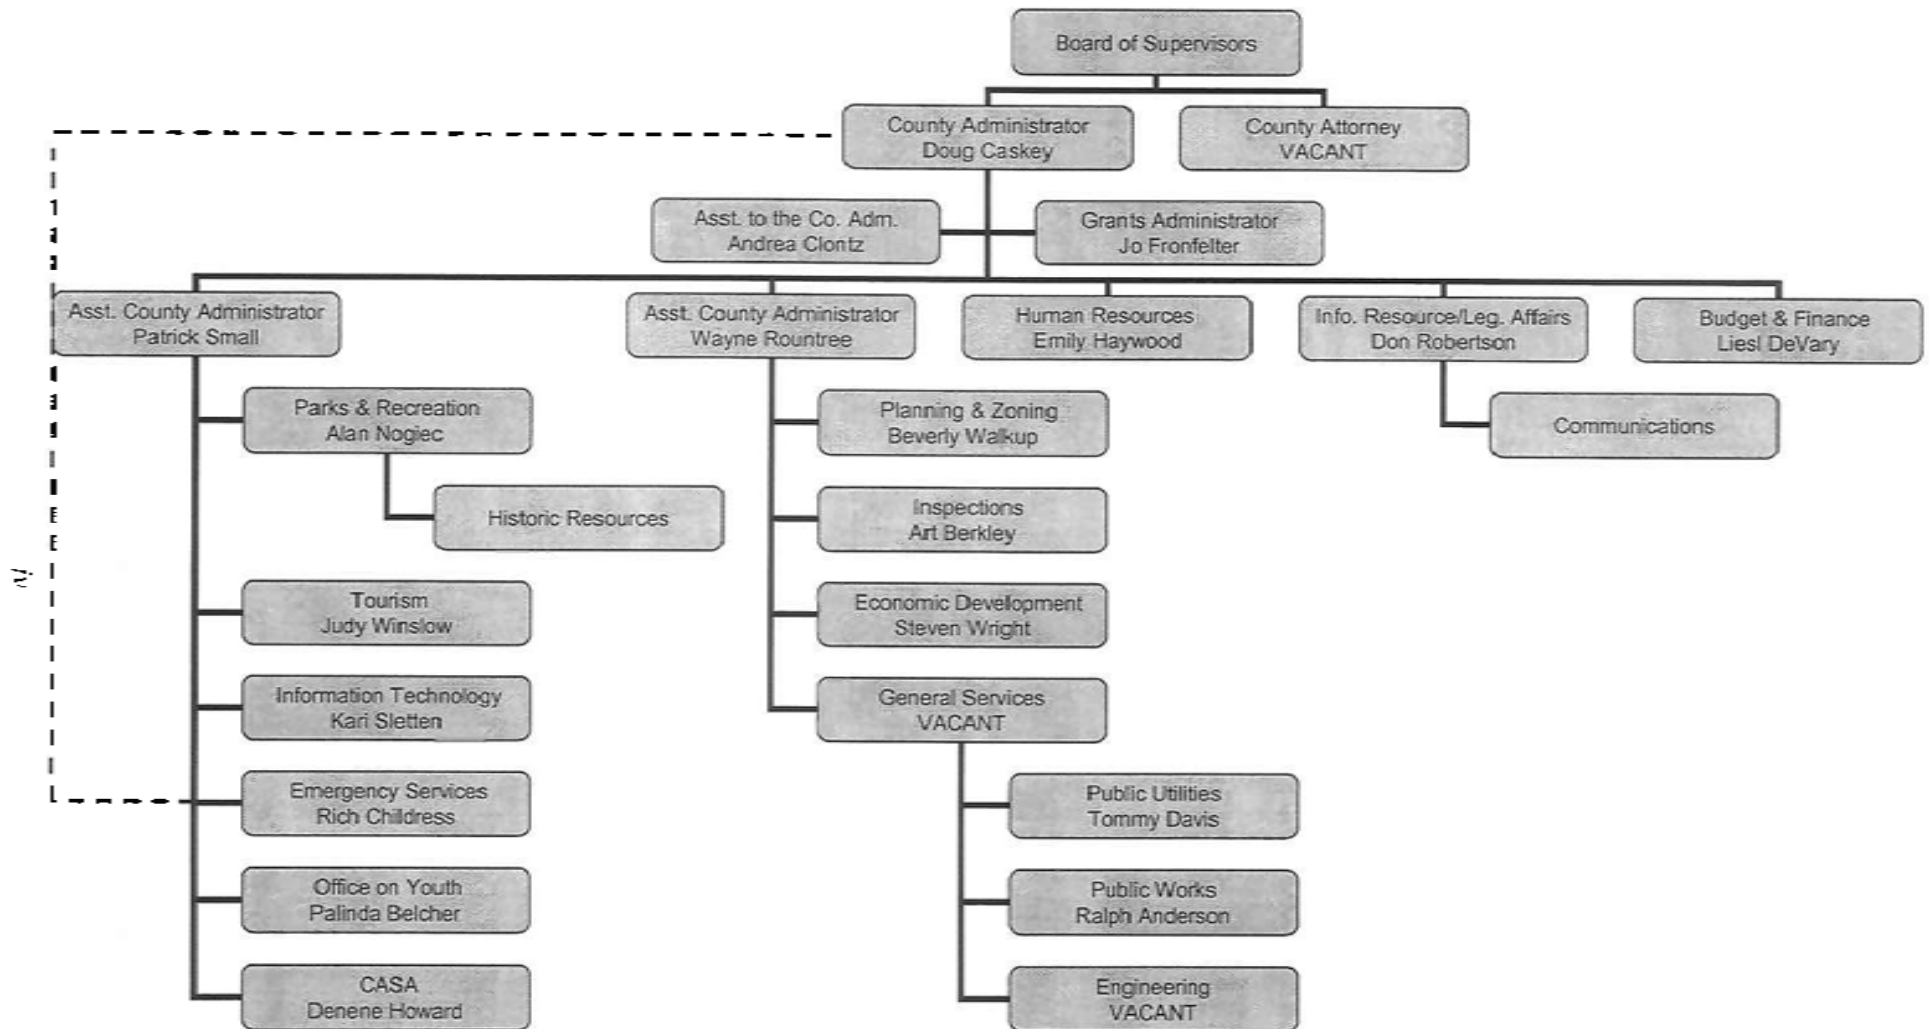 Board of Supervisors
County Administrator
Doug Caskey
County Attorney
VACANT
Asst. to the Co. Adm.
Andrea Clontz
Grants Administrator
Jo Fronfelter
Asst. County Administrator
Patrick Small
Asst. County Administrator
Wayne Rountree
Human Resources
Emily Haywood
Info. Resource/Leg. Affairs
Don Robertson
Budget & Finance
Liesl DeVary
Parks & Recreation
Alan Nogiec
Historic Resources
Tourism
Judy Winslow
Information Technology
Kari Sletten
Emergency Services
Rich Childress
Office on Youth
Palinda Belcher
CASA
Denene Howard
Planning & Zoning
Beverly Walkup
Inspections
Art Berkley
Economic Development
Steven Wright
General Services
VACANT
Public Utilities
Tommy Davis
Public Works
Ralph Anderson
Engineering
VACANT
Communications
iv